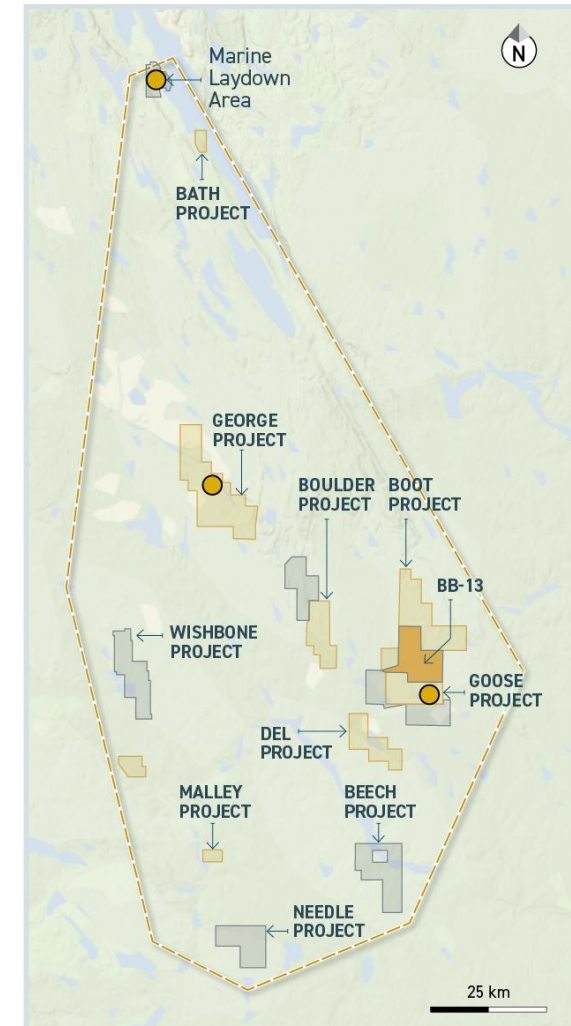 N
Marine
Laydown
Area
BATH
PROJECT
GEORGE
PROJECT
BOULDER
PROJECT
BOOT
PROJECT
BB-13
WISHBONE
PROJECT
GOOSE
PROJECT
DEL
PROJECT
MALLEY
PROJECT
BEECH
PROJECT
NEEDLE
PROJECT
25 km